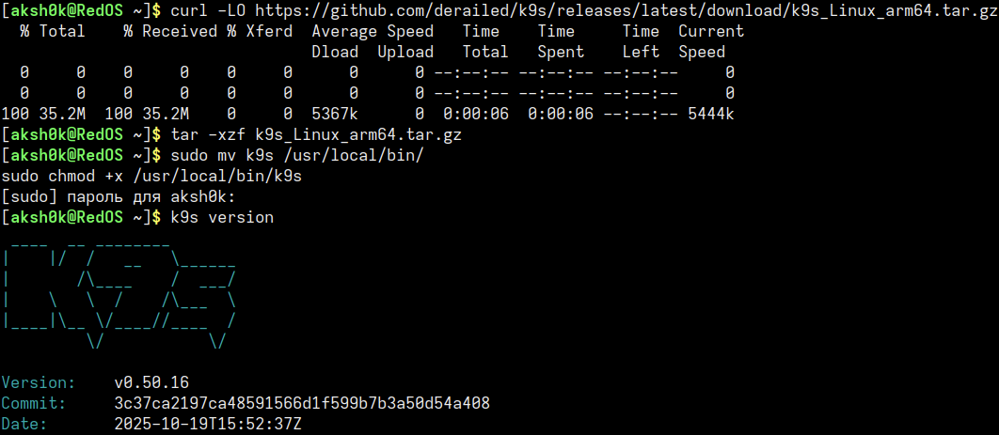 [aksh0k@RedOS ~]$ curl -LO https://github.com/derailed/k9s/releases/latest/download/k9s_Linux_arm64.tar.gz
  % Total    % Received % Xferd  Average Speed   Time    Time     Time  Current
                                 Dload  Upload   Total   Spent    Left  Speed
  0     0    0     0    0     0      0      0 --:--:-- --:--:-- --:--:--     0
  0     0    0     0    0     0      0      0 --:--:-- --:--:-- --:--:--     0
100 35.2M  100 35.2M    0     0  5367k      0  0:00:06  0:00:06 --:--:-- 5444k
[aksh0k@RedOS ~]$ tar -xzf k9s_Linux_arm64.tar.gz
[aksh0k@RedOS ~]$ sudo mv k9s /usr/local/bin/
sudo chmod +x /usr/local/bin/k9s
[sudo] пароль для aksh0k:
[aksh0k@RedOS ~]$ k9s version
 ____  __ ________
|    |/  /   __   \______
|       /\____    /  ___/
|    \   \  /    /\___  \
|____|\__ \/____//____  /
         \/           \/
Version:    v0.50.16
Commit:     3c37ca2197ca48591566d1f599b7b3a50d54a408
Date:       2025-10-19T15:52:37Z